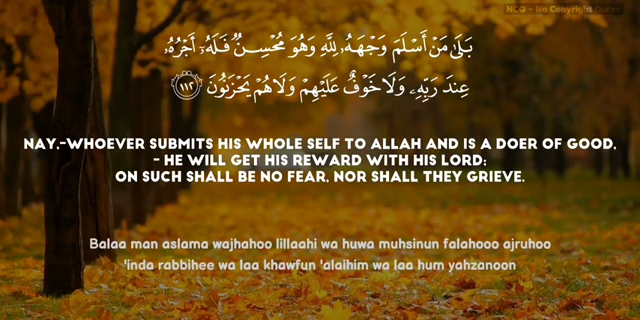 NCQ - No Copyright Quran
بَلَىٰ مَنْ أَسْلَمَ وَجْهَهُۥ لِلَّهِ وَهُوَ مُحْسِنٌ فَلَهُۥٓ أَجْرُهُۥ
عِندَ رَبِّهِۦ وَلَا خَوْفٌ عَلَيْهِمْ وَلَا هُمْ يَحْزَنُونَ ١١٢
NAY,-WHOEVER SUBMITS HIS WHOLE SELF TO ALLAH AND IS A DOER OF GOOD,
- HE WILL GET HIS REWARD WITH HIS LORD;
ON SUCH SHALL BE NO FEAR, NOR SHALL THEY GRIEVE.
Balaa man aslama wajhahoo lillaahi wa huwa muhsinun falahooo ajruhoo
'inda rabbihee wa laa khawfun 'alaihim wa laa hum yahzanoon